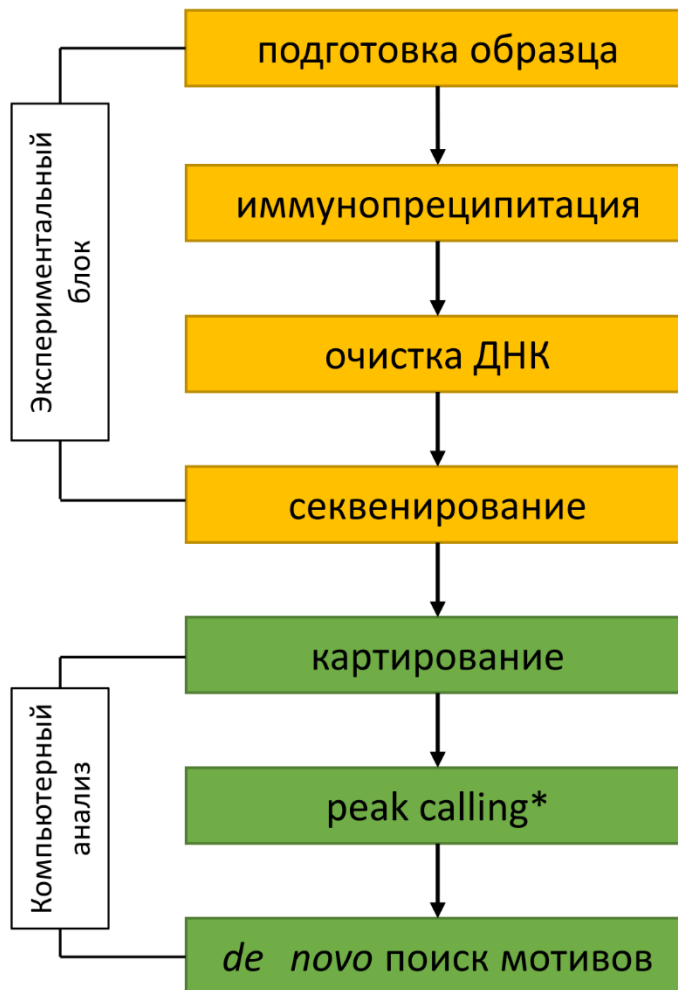 подготовка образца
иммунопреципитация
очистка ДНК
секвенирование
Экспериментальный
блок
картирование
peak calling*
de novo поиск мотивов
Компьютерный
анализ